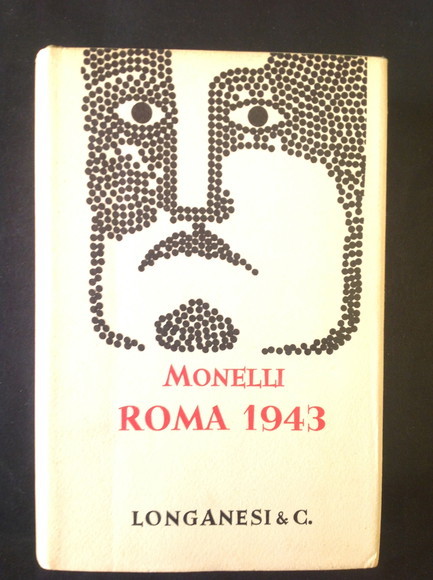 MONELLI
ROMA 1943
LONGANESI & C.